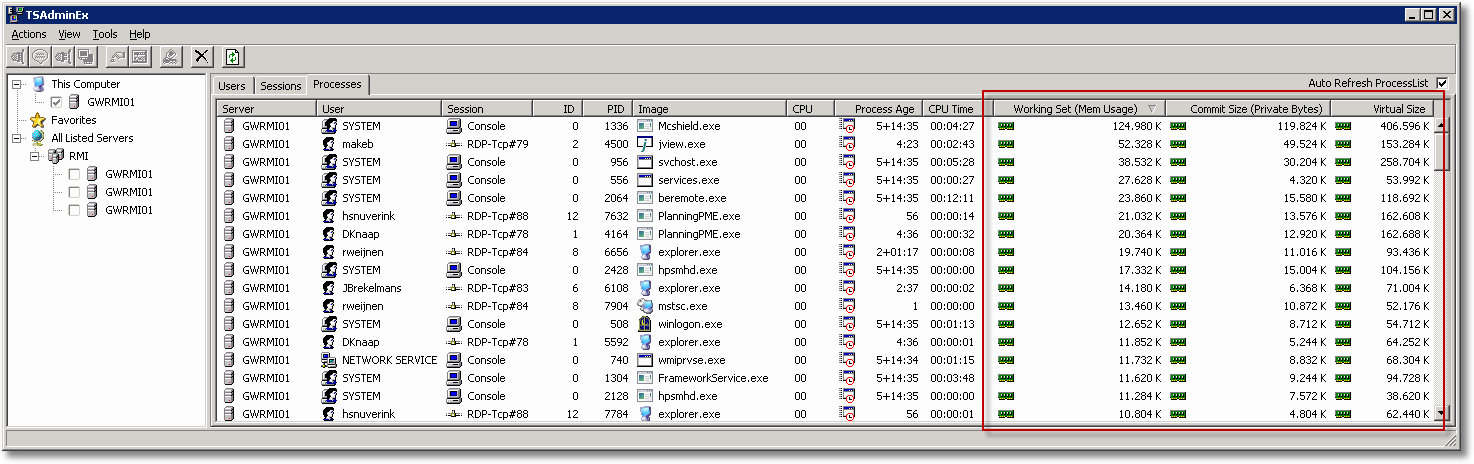 TSAdminEx
Actions View Tools Help
This Computer
GWRMI01
Favorites
All Listed Servers
RMI
GWRMI01
GWRMI01
GWRMI01
Users Sessions Processes
Auto Refresh ProcessList
Server User Session ID PID Image CPU Process Age CPU Time Working Set (Mem Usage) Commit Size (Private Bytes) Virtual Size
GWRMI01 SYSTEM Console 0 1336 Mcshield.exe 00 5+14:35 00:04:27 124.980 K 119.824 K 406.596 K
GWRMI01 makeb RDP-Tcp#79 2 4500 jview.exe 00 4:23 00:02:43 52.328 K 49.524 K 153.284 K
GWRMI01 SYSTEM Console 0 956 svchost.exe 00 5+14:35 00:05:28 38.532 K 30.204 K 258.704 K
GWRMI01 SYSTEM Console 0 556 services.exe 00 5+14:35 00:00:27 27.628 K 4.320 K 53.992 K
GWRMI01 SYSTEM Console 0 2064 beremote.exe 00 5+14:35 00:12:11 23.860 K 15.580 K 118.692 K
GWRMI01 hsnuverink RDP-Tcp#88 12 7632 PlanningPME.exe 00 56 00:00:14 21.032 K 13.576 K 162.608 K
GWRMI01 DKnaap RDP-Tcp#78 1 4164 PlanningPME.exe 00 4:36 00:00:32 20.364 K 12.920 K 162.688 K
GWRMI01 rweijnen RDP-Tcp#84 8 6656 explorer.exe 00 2+01:17 00:00:08 19.740 K 11.016 K 93.436 K
GWRMI01 SYSTEM Console 0 2428 hpsmhd.exe 00 5+14:35 00:00:00 17.332 K 15.004 K 104.156 K
GWRMI01 JBrekelmans RDP-Tcp#83 6 6108 explorer.exe 00 2:37 00:00:02 14.180 K 6.368 K 71.004 K
GWRMI01 rweijnen RDP-Tcp#84 8 7904 mstsc.exe 00 1 00:00:00 13.460 K 10.872 K 52.176 K
GWRMI01 SYSTEM Console 0 508 winlogon.exe 00 5+14:35 00:01:13 12.652 K 8.712 K 54.712 K
GWRMI01 DKnaap RDP-Tcp#78 1 5592 explorer.exe 00 4:36 00:00:01 11.852 K 5.244 K 64.252 K
GWRMI01 NETWORK SERVICE Console 0 740 wmiprvse.exe 00 5+14:34 00:01:15 11.732 K 8.832 K 68.304 K
GWRMI01 SYSTEM Console 0 1304 FrameworkService.exe 00 5+14:35 00:03:48 11.620 K 9.244 K 94.728 K
GWRMI01 SYSTEM Console 0 2128 hpsmhd.exe 00 5+14:35 00:00:00 11.284 K 7.572 K 38.620 K
GWRMI01 hsnuverink RDP-Tcp#88 12 7784 explorer.exe 00 56 00:00:01 10.804 K 4.804 K 62.440 K